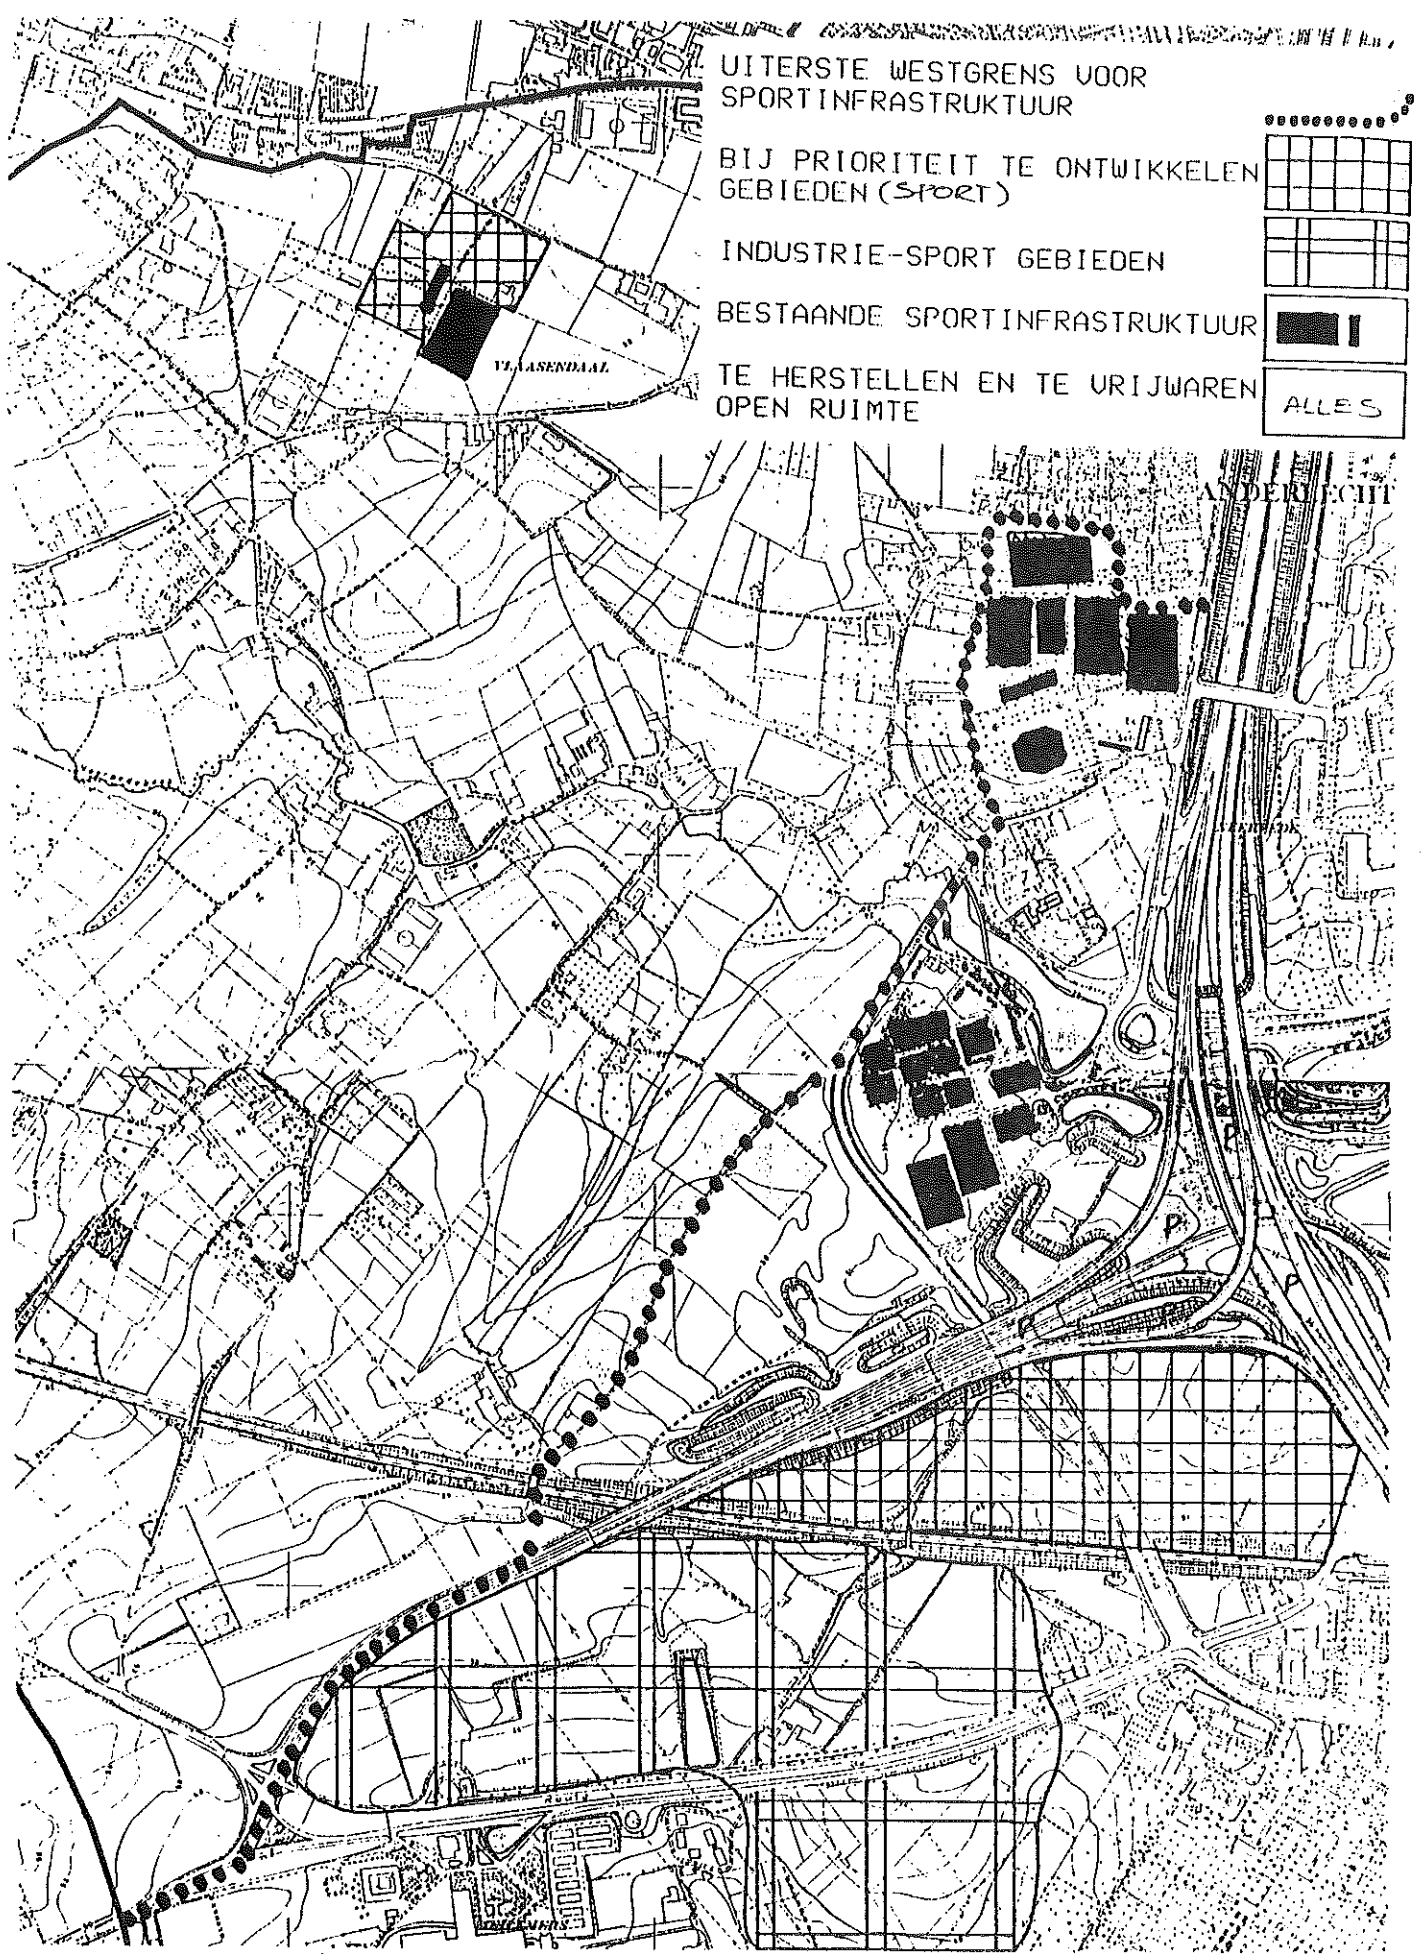 UITERSTE WESTGRENS VOOR
SPORTINFRASTRUKTUUR
BIJ PRIORITEIT TE ONTWIKKELEN
GEBIEDEN (SPORT)
INDUSTRIE-SPORT GEBIEDEN
BESTAANDE SPORTINFRASTRUKTUUR
TE HERSTELLEN EN TE VRIJWAREN
OPEN RUIMTE
ALLES
VLAASENDAAL
ANDERLECHT
P
P
P
P
P
Route